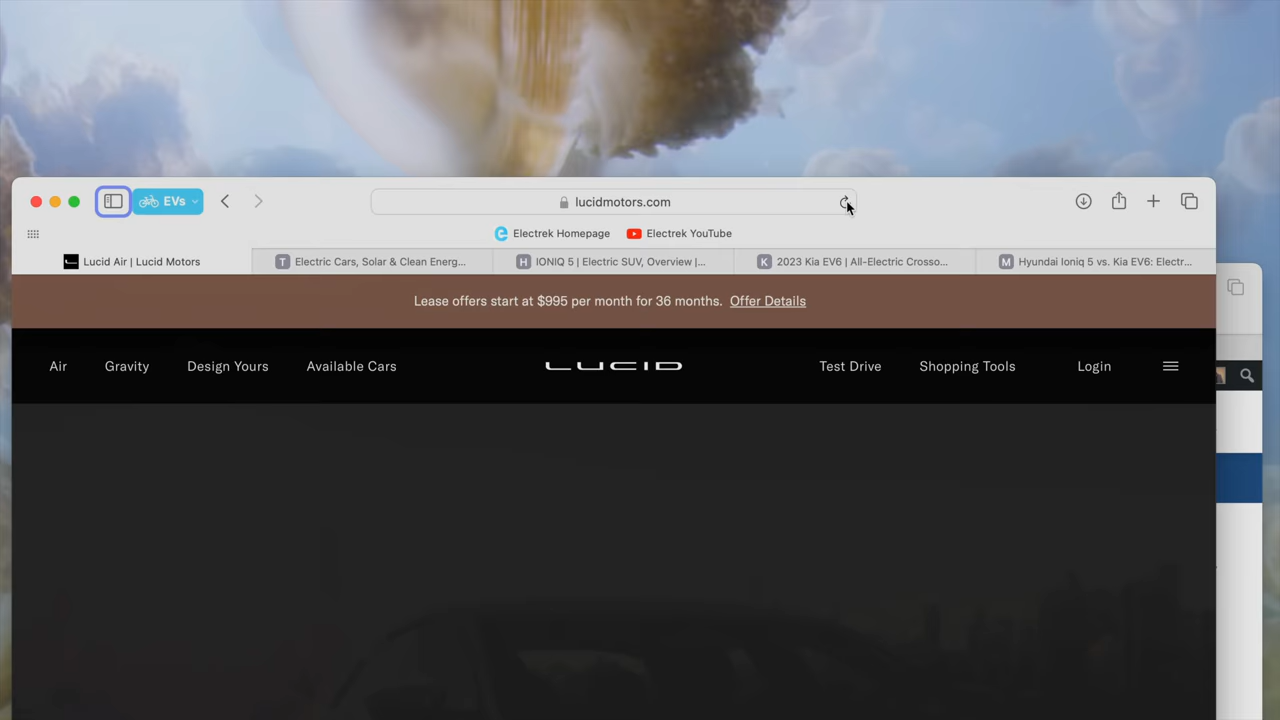 EVs
lucidmotors.com
Electrek Homepage
Electrek YouTube
Lucid Air | Lucid Motors
T Electric Cars, Solar & Clean Energ...
H IONIQ 5 | Electric SUV, Overview |...
K 2023 Kia EV6 | All-Electric Crosso...
M Hyundai Ioniq 5 vs. Kia EV6: Electr...
Lease offers start at $995 per month for 36 months. Offer Details
Air
Gravity
Design Yours
Available Cars
LUCID
Test Drive
Shopping Tools
Login